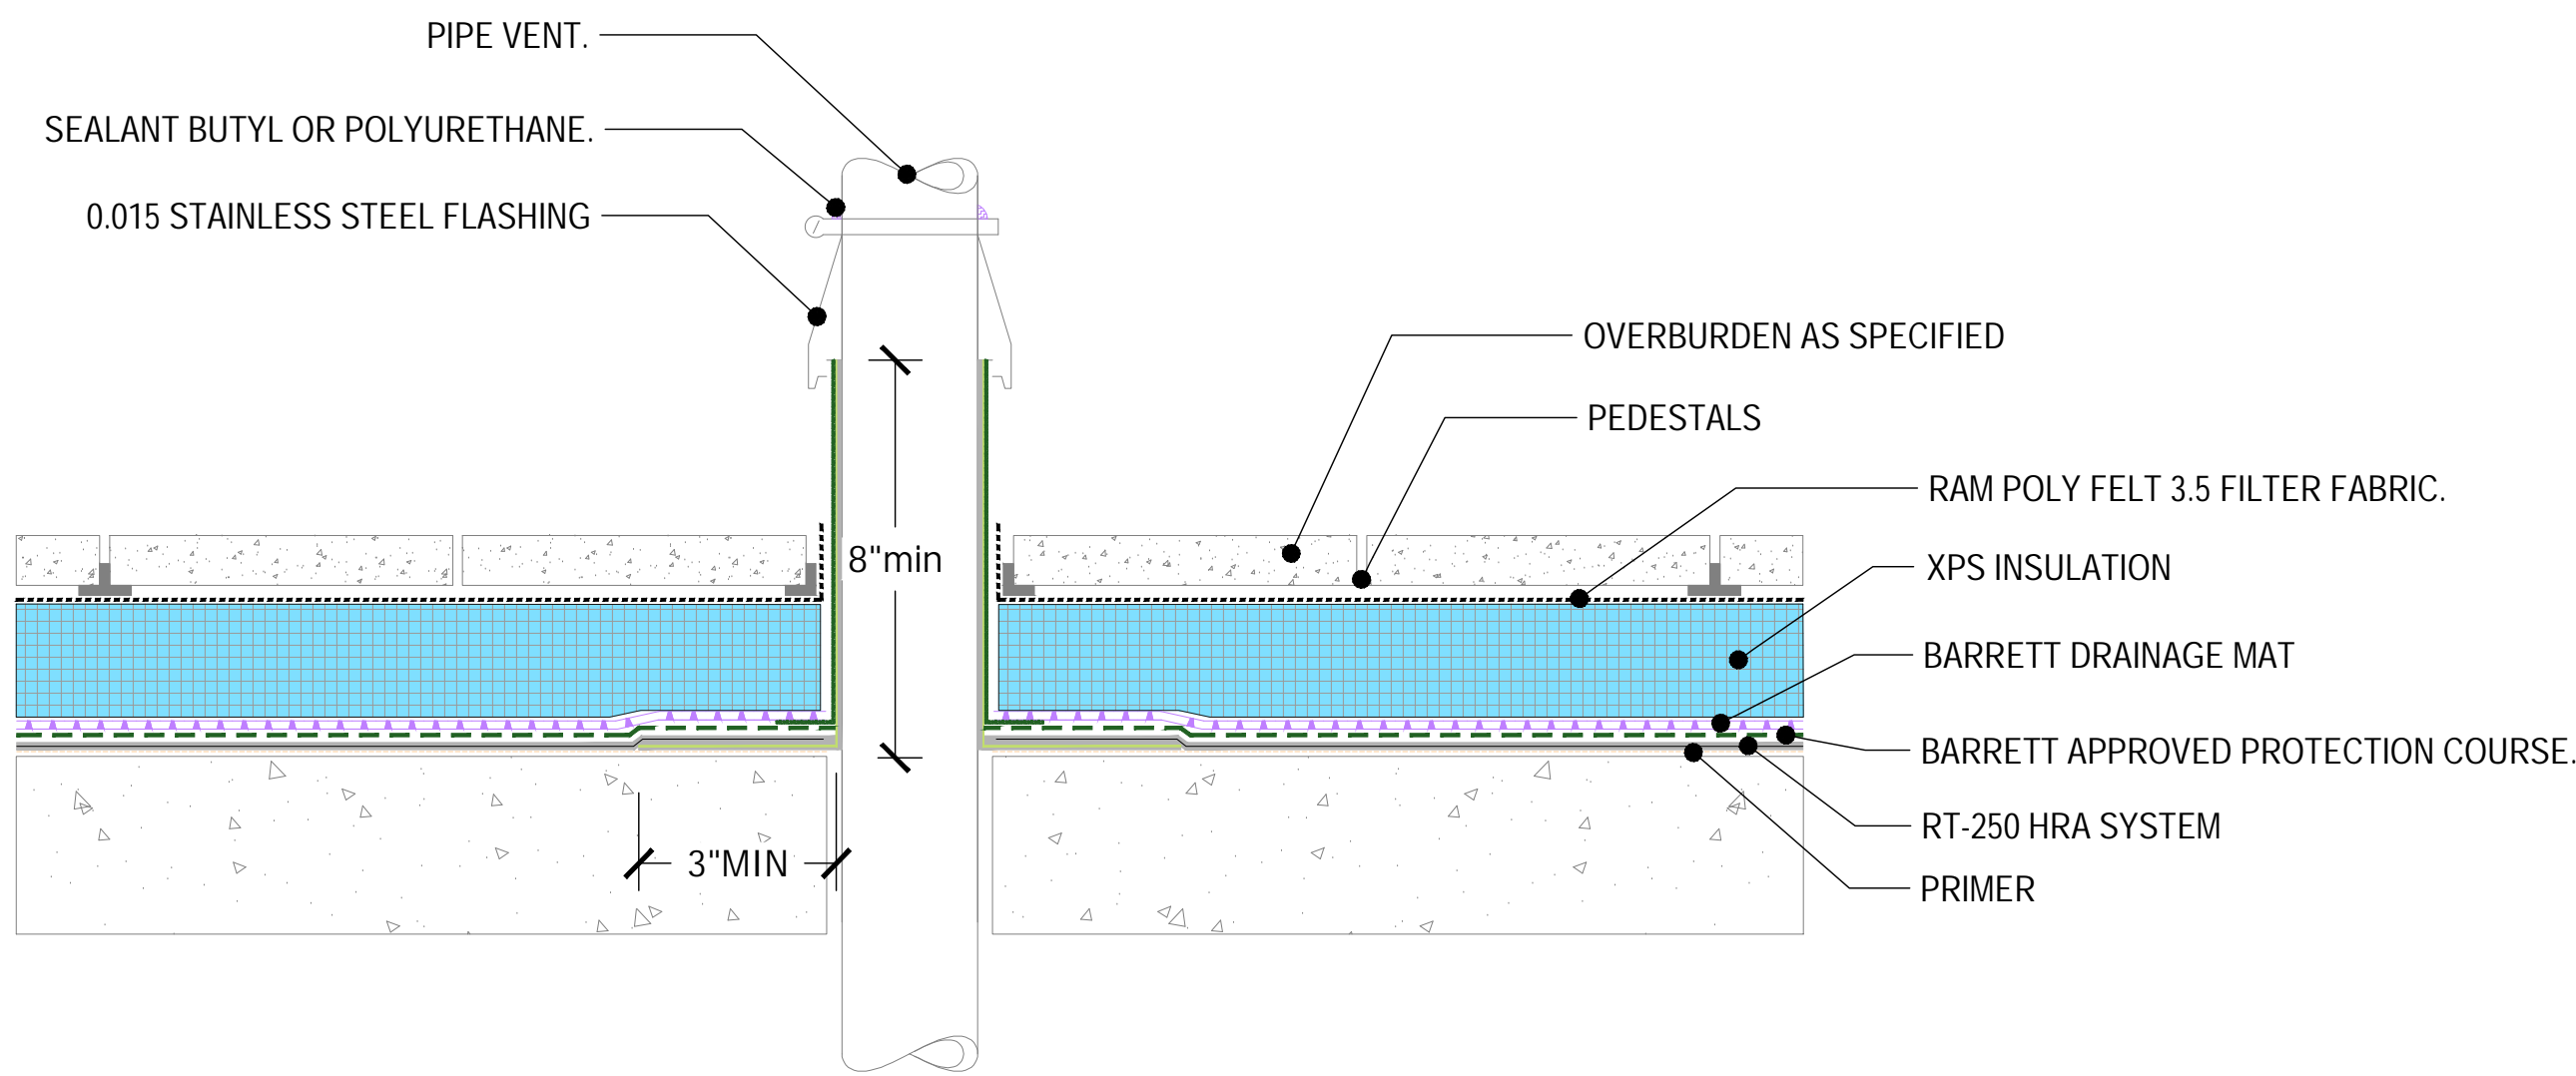 PIPE VENT.
SEALANT BUTYL OR POLYURETHANE.
0.015 STAINLESS STEEL FLASHING
OVERBURDEN AS SPECIFIED
PEDESTALS
RAM POLY FELT 3.5 FILTER FABRIC.
8"min
XPS INSULATION
BARRETT DRAINAGE MAT
BARRETT APPROVED PROTECTION COURSE.
RT-250 HRA SYSTEM
3"MIN
PRIMER